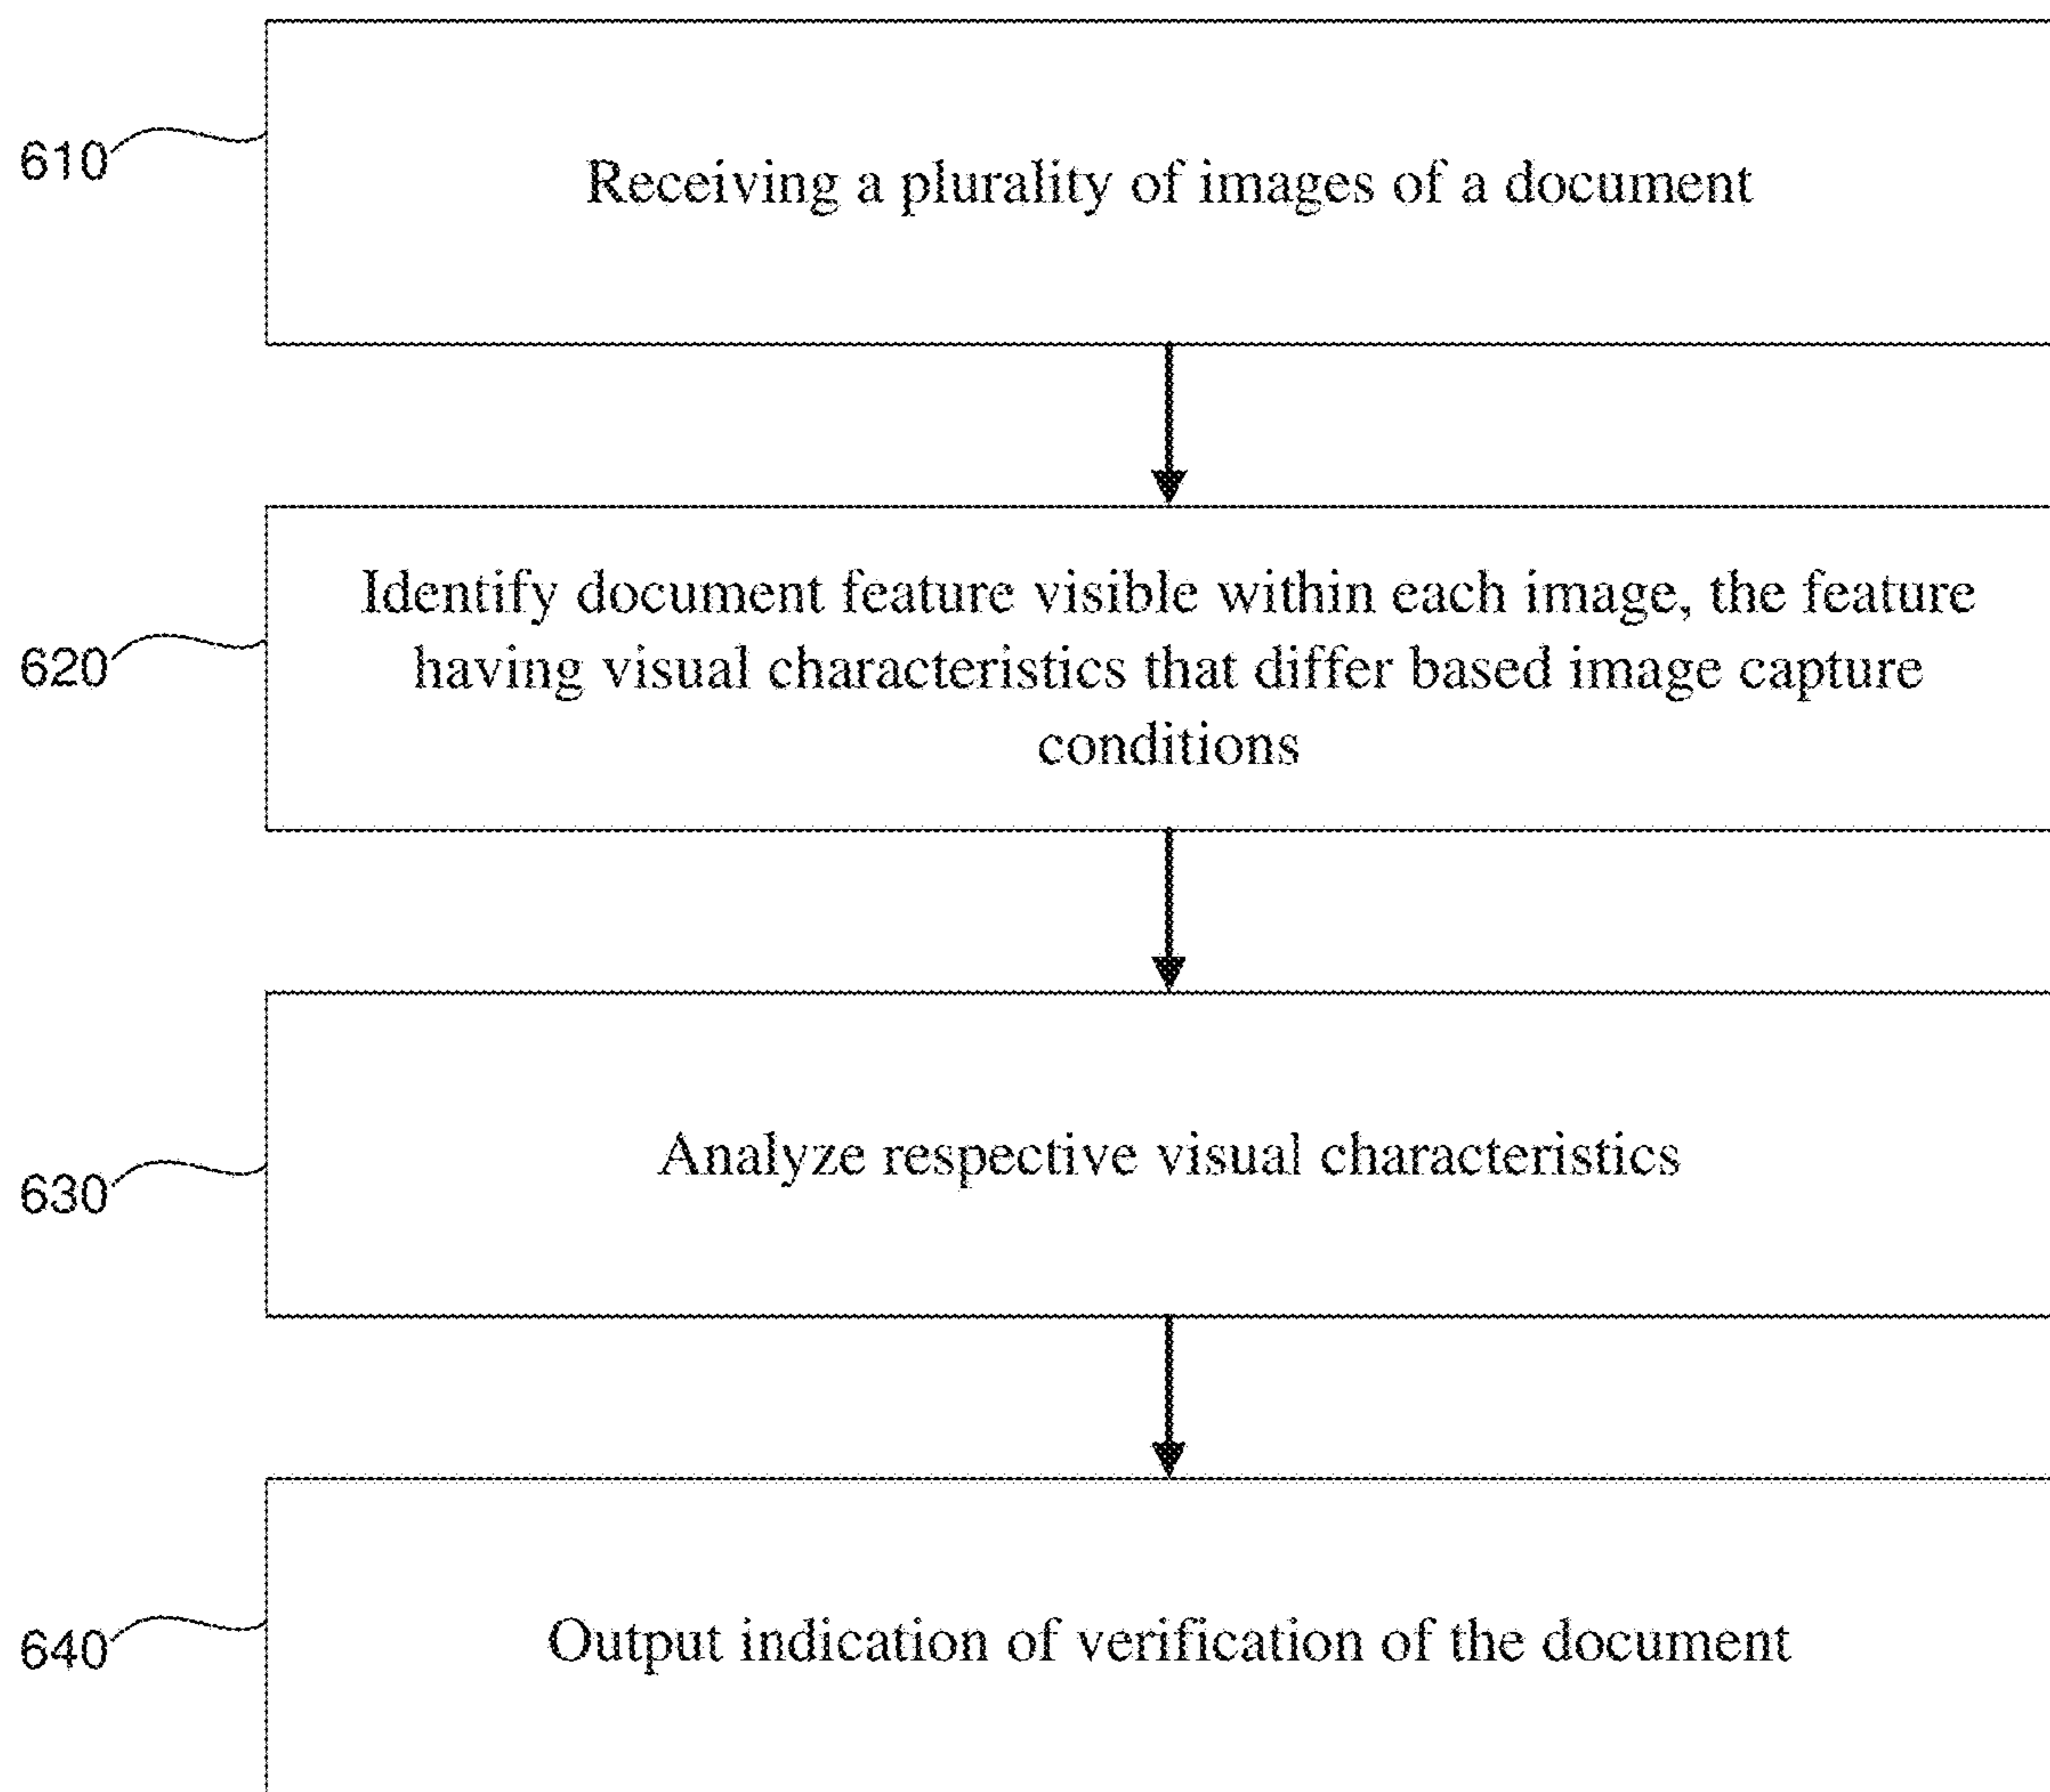 610
Receiving a plurality of images of a document
620
Identify document feature visible within each image, the feature
having visual characteristics that differ based image capture
conditions
630
Analyze respective visual characteristics
640
Output indication of verification of the document